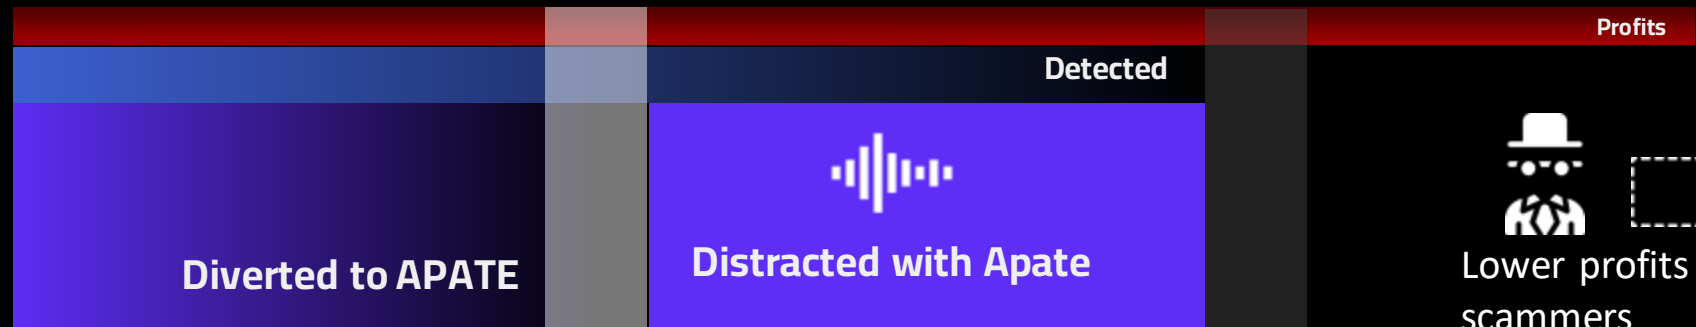 Profits
Detected
Diverted to APATE
Distracted with Apate
Lower profits
scammers